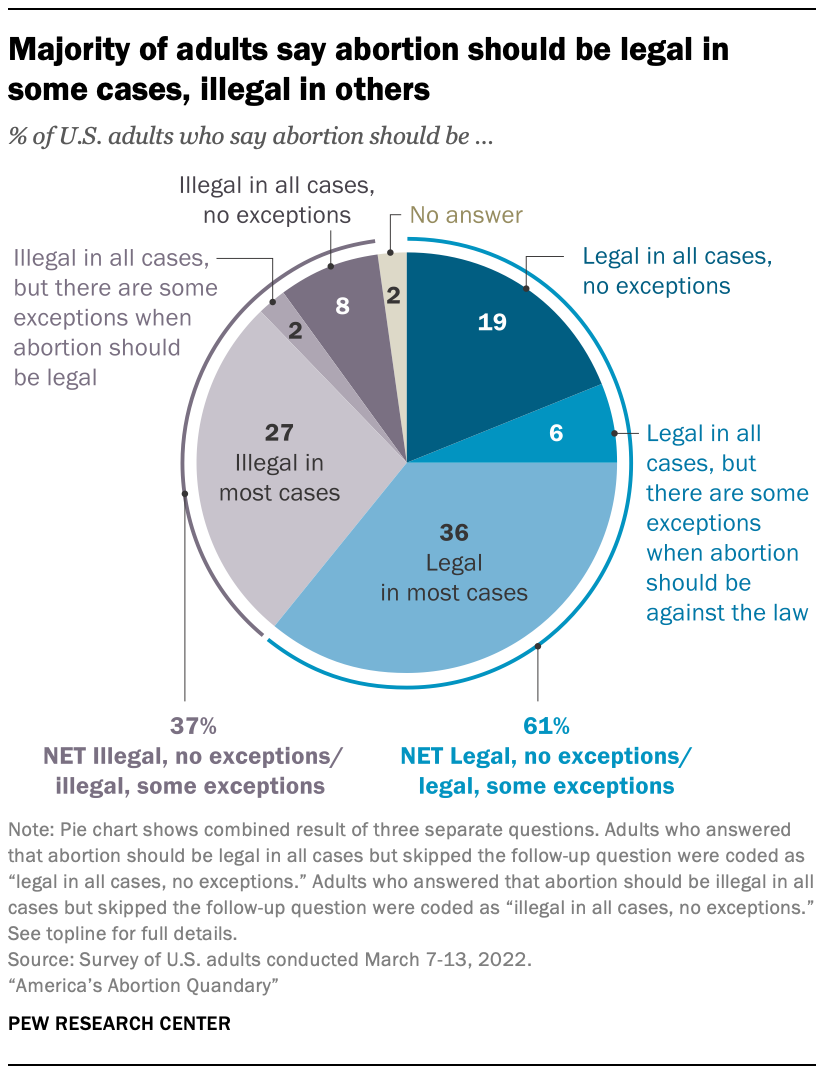 Majority of adults say abortion should be legal in
some cases, illegal in others
% of U.S. adults who say abortion should be ...
Illegal in all cases,
no exceptions
No answer
Illegal in all cases,
but there are some
exceptions when
abortion should
be legal
Legal in all cases,
no exceptions
2
8
2
19
6
Legal in all
cases, but
there are some
exceptions
when abortion
should be
against the law
27
Illegal in
most cases
36
Legal
in most cases
37%
NET Illegal, no exceptions/
illegal, some exceptions
61%
NET Legal, no exceptions/
legal, some exceptions
Note: Pie chart shows combined result of three separate questions. Adults who answered
that abortion should be legal in all cases but skipped the follow-up question were coded as
“legal in all cases, no exceptions.” Adults who answered that abortion should be illegal in all
cases but skipped the follow-up question were coded as “illegal in all cases, no exceptions.”
See topline for full details.
Source: Survey of U.S. adults conducted March 7-13, 2022.
“America’s Abortion Quandary”
PEW RESEARCH CENTER